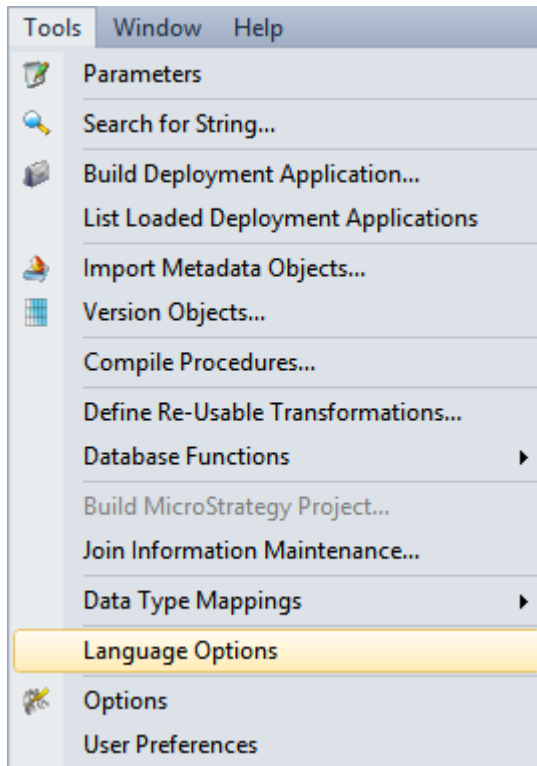 Tools Window Help
Parameters
Search for String...
Build Deployment Application...
List Loaded Deployment Applications
Import Metadata Objects...
Version Objects...
Compile Procedures...
Define Re-Usable Transformations...
Database Functions
Build MicroStrategy Project...
Join Information Maintenance...
Data Type Mappings
Language Options
Options
User Preferences